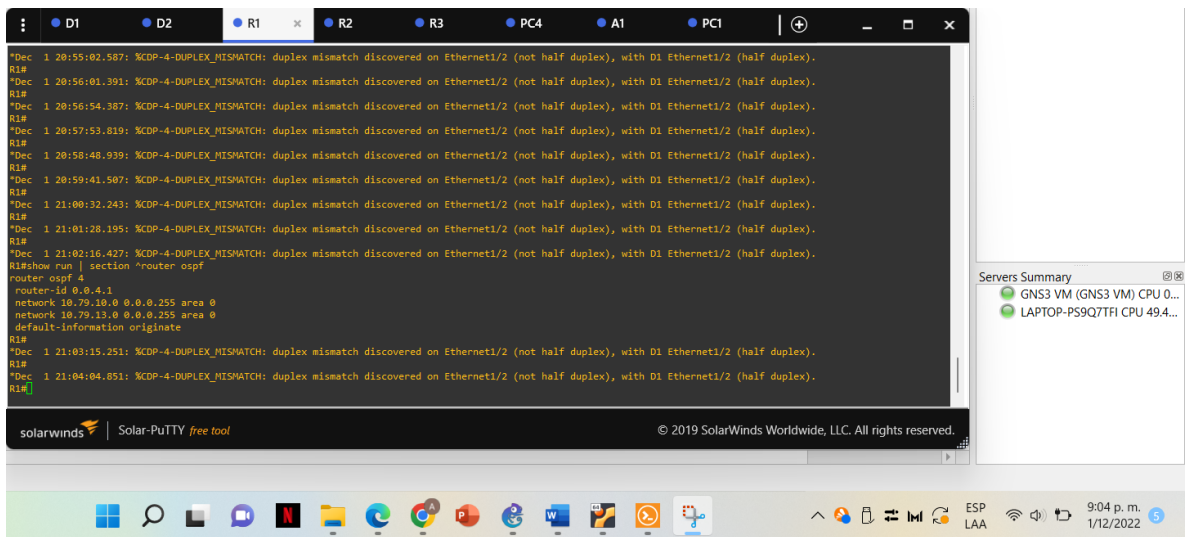 D1 D2 R1 × R2 R3 PC4 A1 PC1
*Dec 1 20:55:02.587: %CDP-4-DUPLEX_MISMATCH: duplex mismatch discovered on Ethernet1/2 (not half duplex), with D1 Ethernet1/2 (half duplex).
R1#
*Dec 1 20:56:01.391: %CDP-4-DUPLEX_MISMATCH: duplex mismatch discovered on Ethernet1/2 (not half duplex), with D1 Ethernet1/2 (half duplex).
R1#
*Dec 1 20:56:54.387: %CDP-4-DUPLEX_MISMATCH: duplex mismatch discovered on Ethernet1/2 (not half duplex), with D1 Ethernet1/2 (half duplex).
R1#
*Dec 1 20:57:53.819: %CDP-4-DUPLEX_MISMATCH: duplex mismatch discovered on Ethernet1/2 (not half duplex), with D1 Ethernet1/2 (half duplex).
R1#
*Dec 1 20:58:48.939: %CDP-4-DUPLEX_MISMATCH: duplex mismatch discovered on Ethernet1/2 (not half duplex), with D1 Ethernet1/2 (half duplex).
R1#
*Dec 1 20:59:41.507: %CDP-4-DUPLEX_MISMATCH: duplex mismatch discovered on Ethernet1/2 (not half duplex), with D1 Ethernet1/2 (half duplex).
R1#
*Dec 1 21:00:32.243: %CDP-4-DUPLEX_MISMATCH: duplex mismatch discovered on Ethernet1/2 (not half duplex), with D1 Ethernet1/2 (half duplex).
R1#
*Dec 1 21:01:28.195: %CDP-4-DUPLEX_MISMATCH: duplex mismatch discovered on Ethernet1/2 (not half duplex), with D1 Ethernet1/2 (half duplex).
R1#
*Dec 1 21:02:16.427: %CDP-4-DUPLEX_MISMATCH: duplex mismatch discovered on Ethernet1/2 (not half duplex), with D1 Ethernet1/2 (half duplex).
R1#show run | section ^router ospf
router ospf 4
router-id 0.0.4.1
network 10.79.10.0 0.0.0.255 area 0
network 10.79.13.0 0.0.0.255 area 0
default-information originate
R1#
*Dec 1 21:03:15.251: %CDP-4-DUPLEX_MISMATCH: duplex mismatch discovered on Ethernet1/2 (not half duplex), with D1 Ethernet1/2 (half duplex).
R1#
*Dec 1 21:04:04.851: %CDP-4-DUPLEX_MISMATCH: duplex mismatch discovered on Ethernet1/2 (not half duplex), with D1 Ethernet1/2 (half duplex).
R1#
solarwinds | Solar-PuTTY free tool © 2019 SolarWinds Worldwide, LLC. All rights reserved.
Servers Summary
GNS3 VM (GNS3 VM) CPU 0...
LAPTOP-PS9Q7TFI CPU 49.4...
ESP
LAA
9:04 p. m.
1/12/2022
5